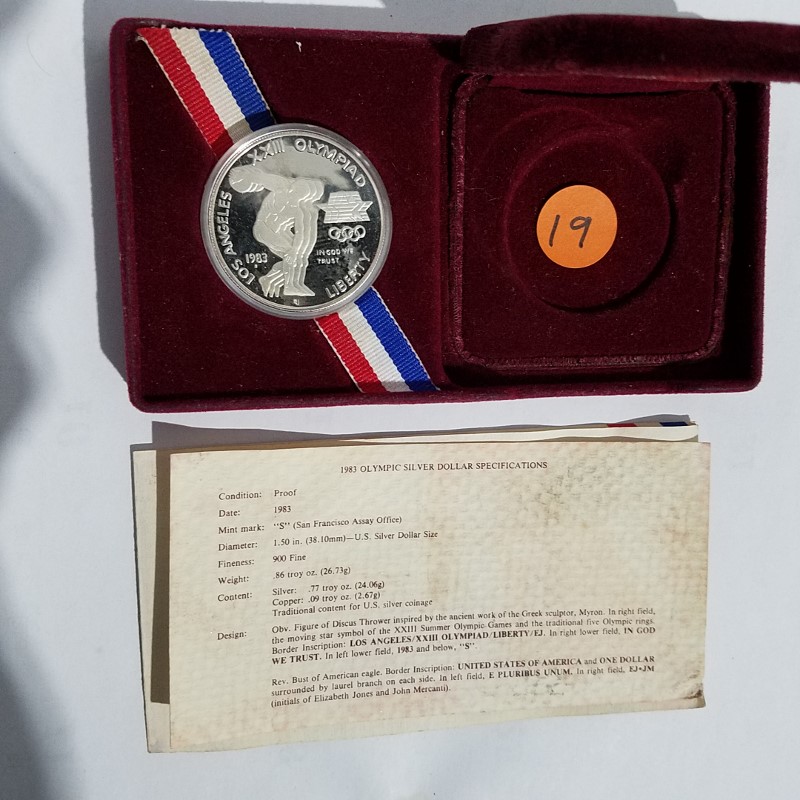 XXIII OLYMPIAD
LOS ANGELES
1983
S
IN GOD WE
TRUST
LIBERTY
19
1983 OLYMPIC SILVER DOLLAR SPECIFICATIONS
Condition: Proof
Date: 1983
Mint mark: "S" (San Francisco Assay Office)
Diameter: 1.50 in. (38.10mm)—U.S. Silver Dollar Size
Fineness: 900 Fine
Weight: .86 troy oz. (26.73g)
Content: Silver: .77 troy oz. (24.06g)
Copper: .09 troy oz. (2.67g)
Traditional content for U.S. silver coinage
Design: Obv. Figure of Discus Thrower inspired by the ancient work of the Greek sculptor, Myron. In right field,
the moving star symbol of the XXIII Summer Olympic Games and the traditional five Olympic rings.
Border Inscription: LOS ANGELES/XXIII OLYMPIAD/LIBERTY/EJ. In right lower field, IN GOD
WE TRUST. In left lower field, 1983 and below, "S".
Rev. Bust of American eagle. Border Inscription: UNITED STATES OF AMERICA and ONE DOLLAR
surrounded by laurel branch on each side. In left field, E PLURIBUS UNUM. In right field, EJ•JM
(initials of Elizabeth Jones and John Mercanti).